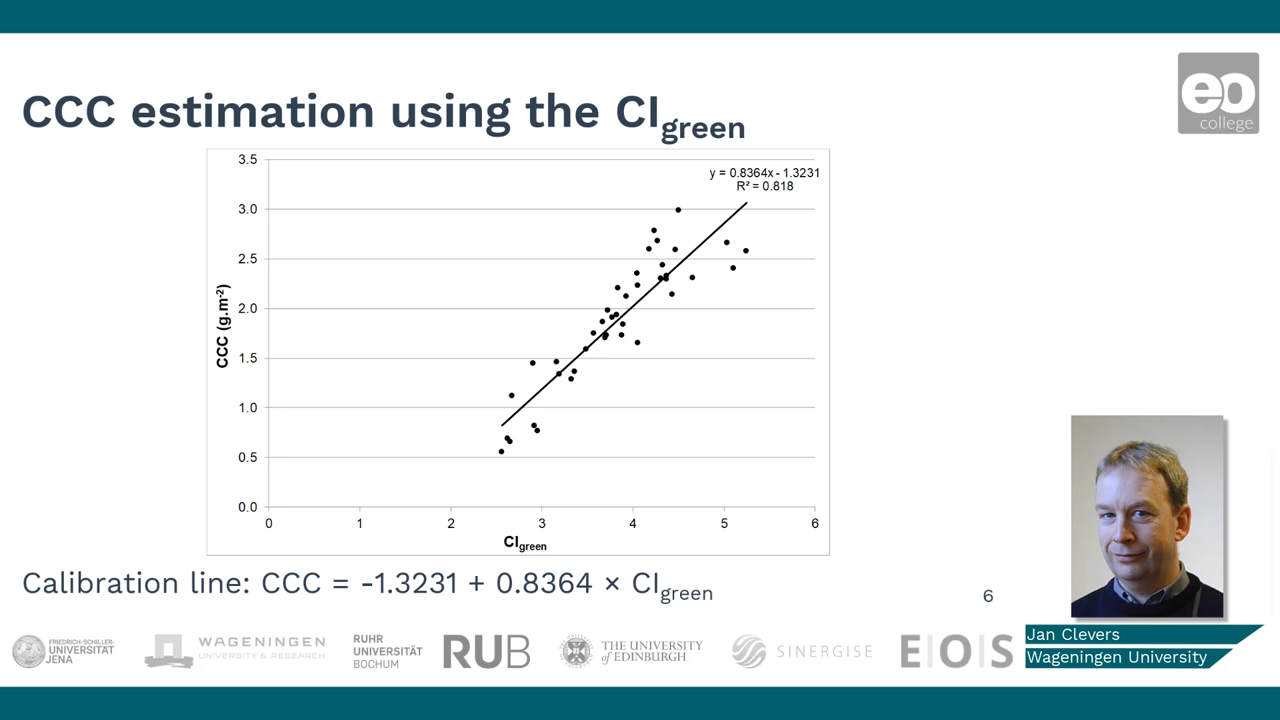 eo
college
CCC estimation using the CIgreen
y = 0.8364x - 1.3231
R² = 0.818
3.5
3.0
2.5
2.0
1.5
1.0
0.5
0.0
CCC (g.m-2)
0 1 2 3 4 5 6
CIgreen
Calibration line: CCC = -1.3231 + 0.8364 × CIgreen
6
Jan Clevers
Wageningen University
FRIEDRICH-SCHILLER-
UNIVERSITÄT
JENA
WAGENINGEN
UNIVERSITY & RESEARCH
RUHR
UNIVERSITÄT
BOCHUM
RUB
THE UNIVERSITY
of EDINBURGH
SINERGISE
E|O|S